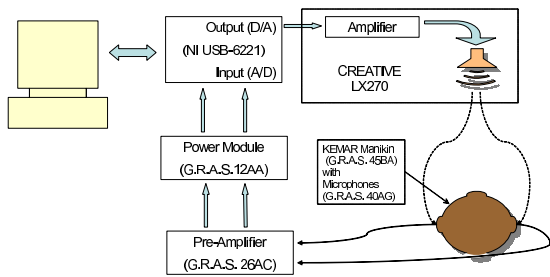 Output (D/A)
(NI USB-6221)
Input (A/D)
Amplifier
CREATIVE
LX270
Power Module
(G.R.A.S.12AA)
KEMAR Manikin
(G.R.A.S. 45BA)
with
Microphones
(G.R.A.S. 40AG)
Pre-Amplifier
(G.R.A.S. 26AC)